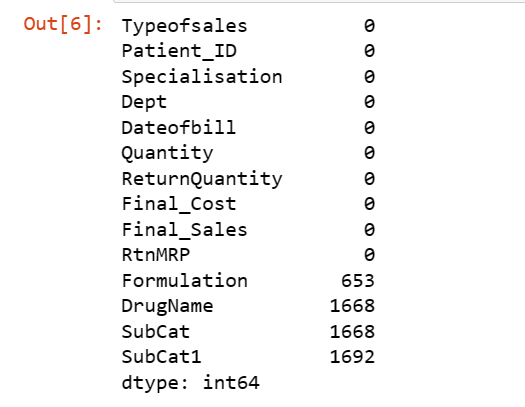 Out[6]: Typeofsales 0
Patient_ID 0
Specialisation 0
Dept 0
Dateofbill 0
Quantity 0
ReturnQuantity 0
Final_Cost 0
Final_Sales 0
RtnMRP 0
Formulation 653
DrugName 1668
SubCat 1668
SubCat1 1692
dtype: int64